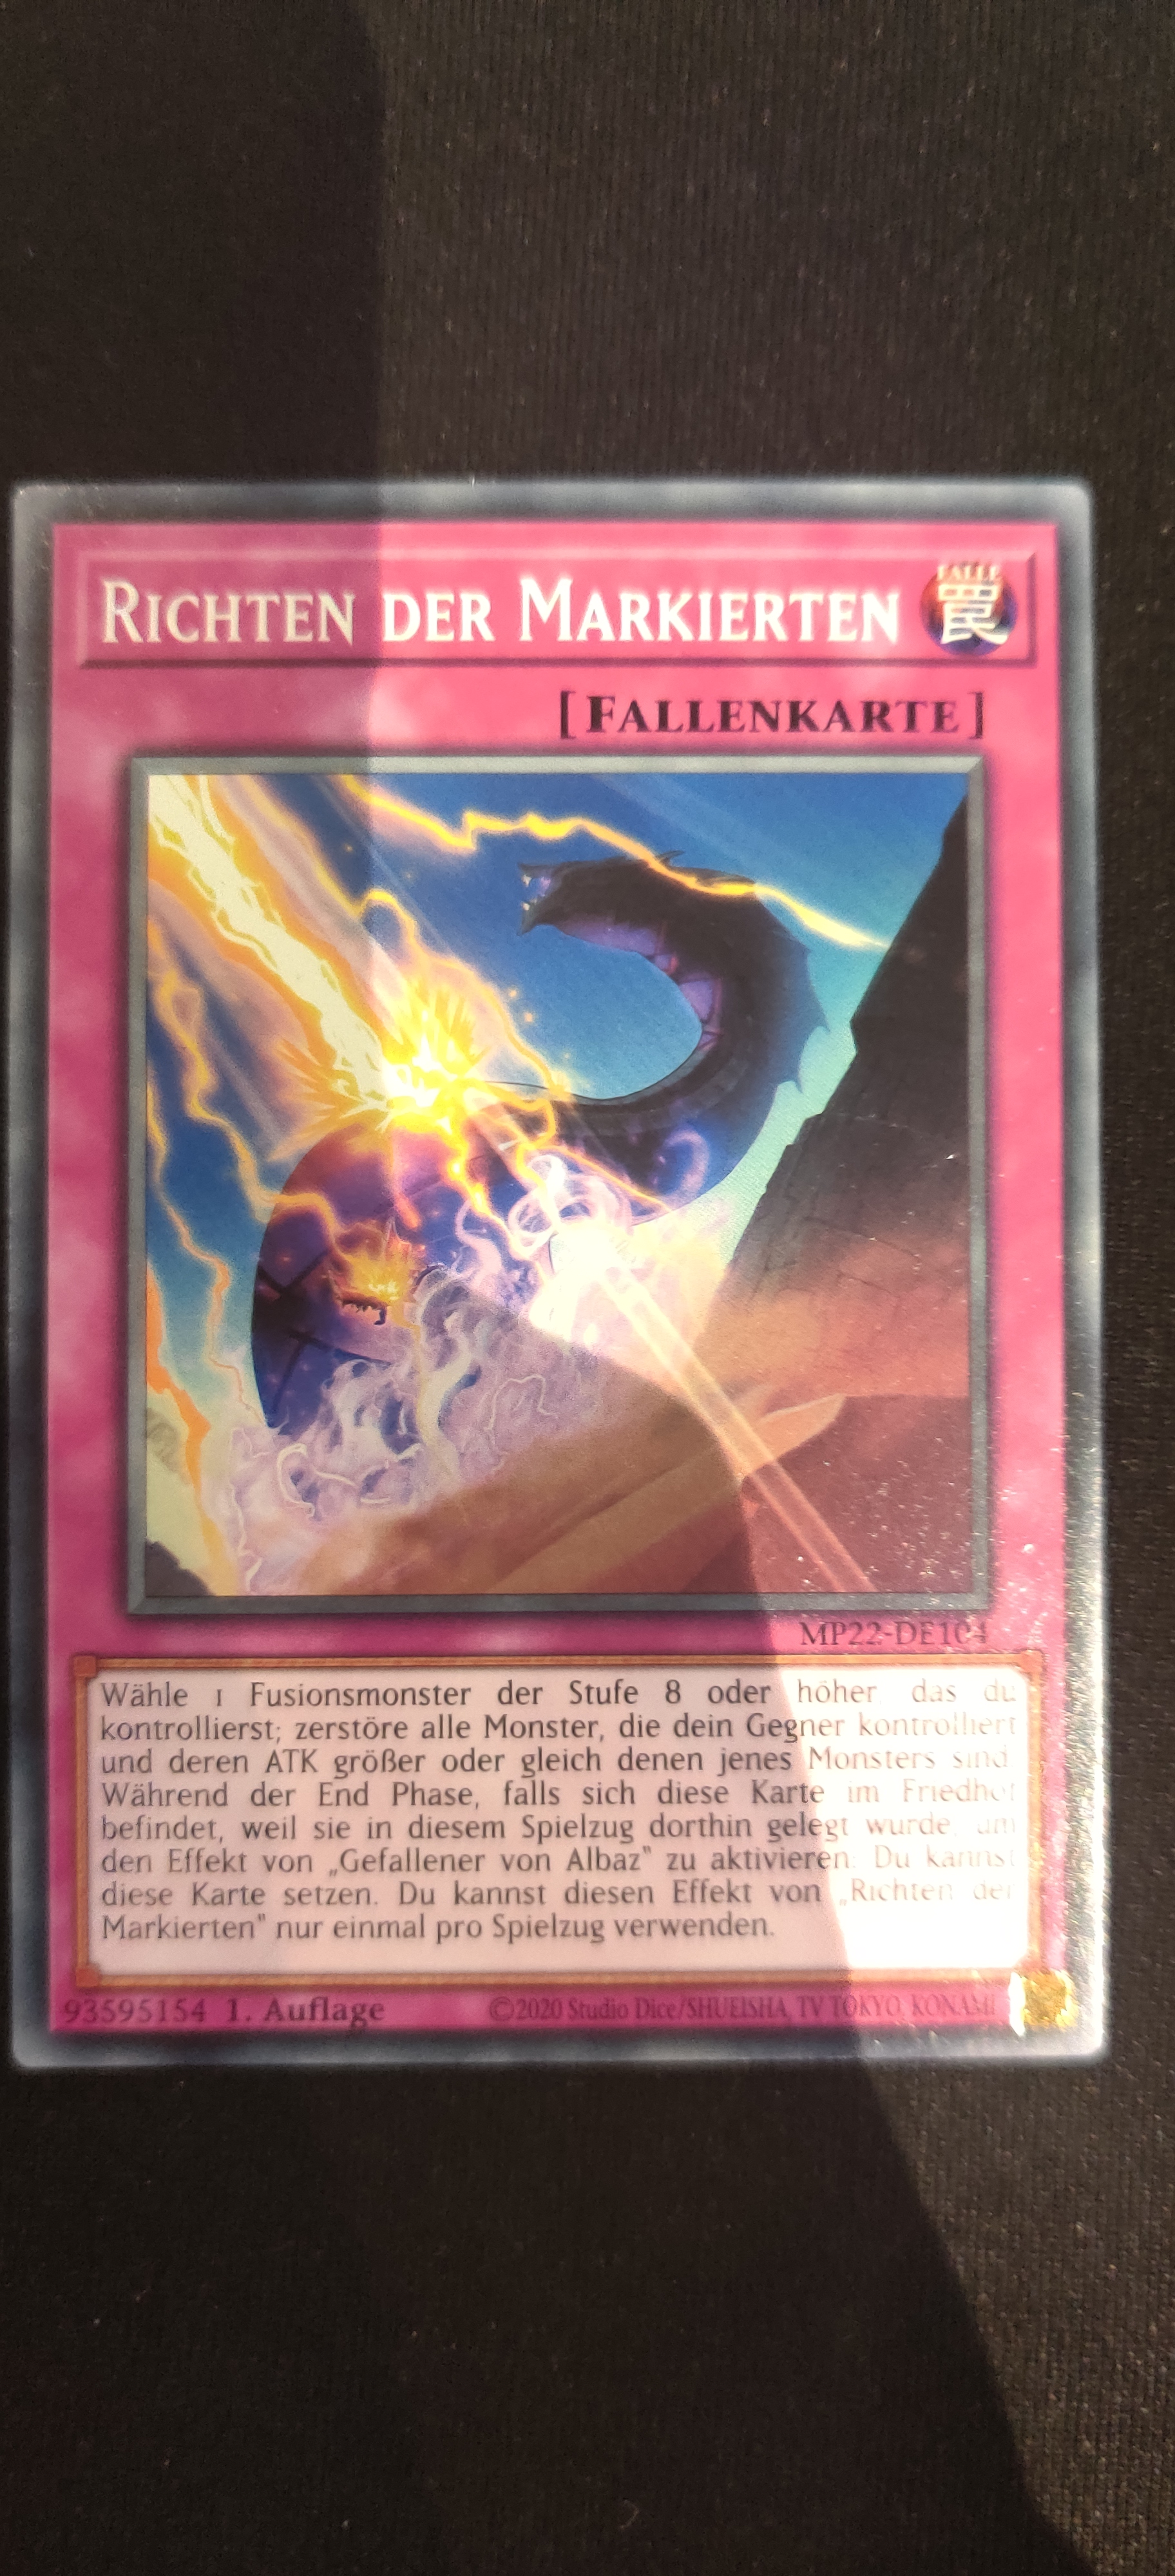 RICHTEN DER MARKIERTEN
FALLE
罠
[FALLENKARTE]
MP22-DE104
Wähle 1 Fusionsmonster der Stufe 8 oder höher, das du
kontrollierst; zerstöre alle Monster, die dein Gegner kontrolliert
und deren ATK größer oder gleich denen jenes Monsters sind.
Während der End Phase, falls sich diese Karte im Friedhof
befindet, weil sie in diesem Spielzug dorthin gelegt wurde, um
den Effekt von „Gefallener von Albaz" zu aktivieren: Du kannst
diese Karte setzen. Du kannst diesen Effekt von „Richten der
Markierten" nur einmal pro Spielzug verwenden.
93595154 1. Auflage ©2020 Studio Dice/SHUEISHA, TV TOKYO, KONAMI